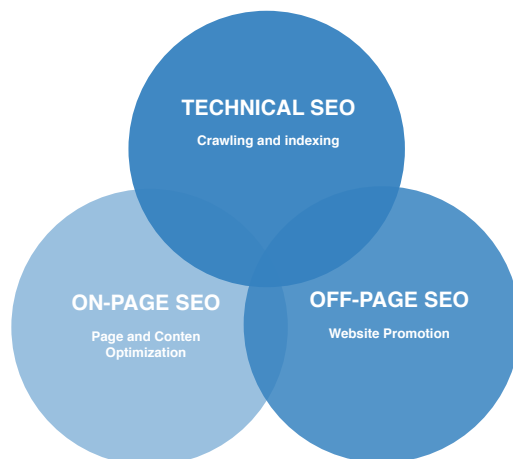 TECHNICAL SEO
Crawling and indexing
ON-PAGE SEO
Page and Conten
Optimization
OFF-PAGE SEO
Website Promotion